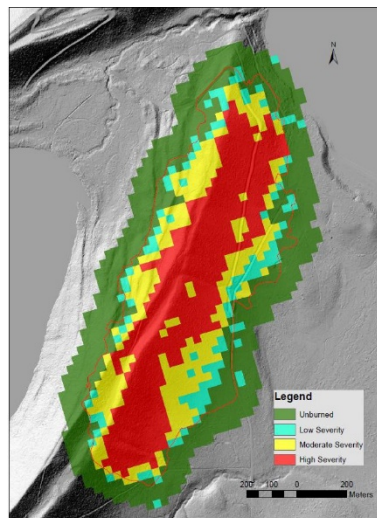 N
Legend
Unburned
Low Severity
Moderate Severity
High Severity
200 100 0 200
Meters